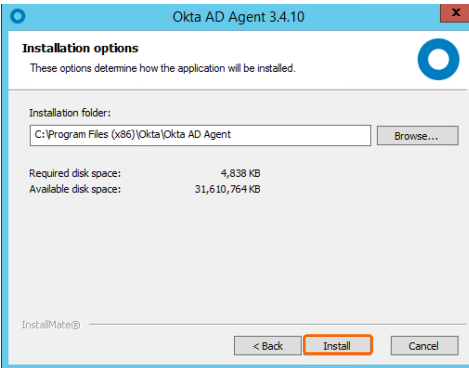 Okta AD Agent 3.4.10
x
Installation options
These options determine how the application will be installed.
Installation folder:
C:\Program Files (x86)\Okta\Okta AD Agent
Browse...
Required disk space: 4,838 KB
Available disk space: 31,610,764 KB
InstallMate®
< Back Install Cancel